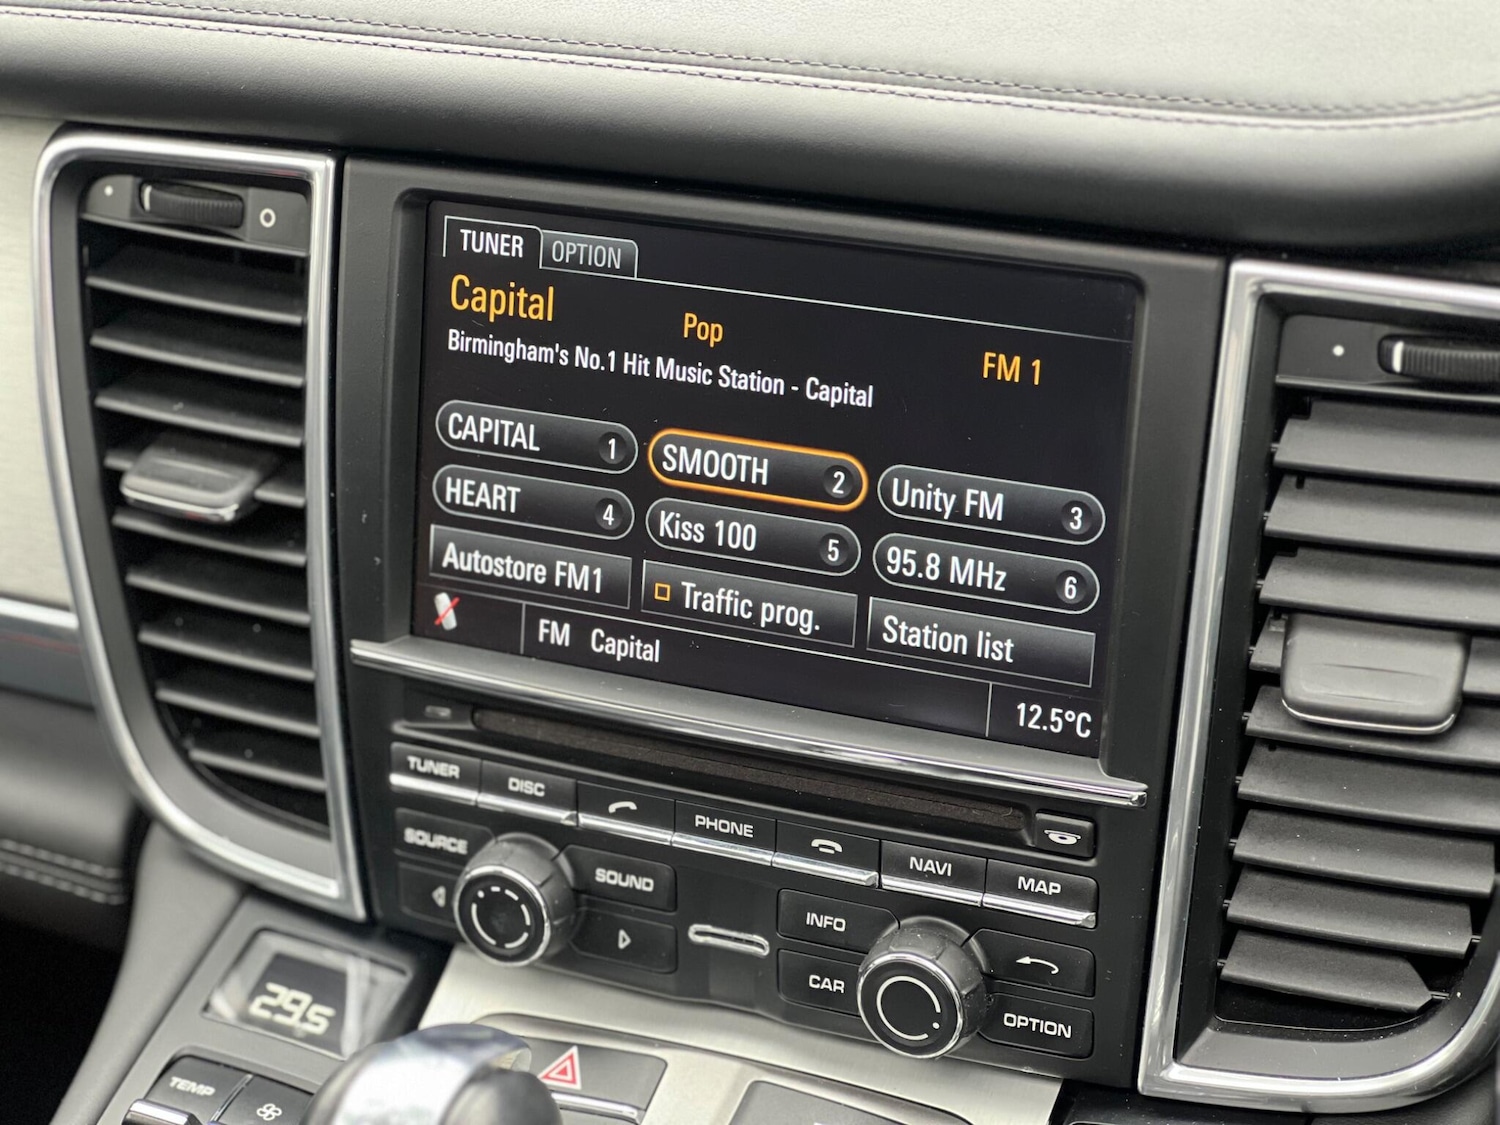 TUNER OPTION
Capital
Pop
FM 1
Birmingham's No.1 Hit Music Station - Capital
CAPITAL 1
SMOOTH 2
Unity FM 3
HEART 4
Kiss 100 5
95.8 MHz 6
Autostore FM1
Traffic prog.
Station list
FM Capital
12.5°C
TUNER
DISC
PHONE
NAVI
MAP
SOURCE
SOUND
INFO
CAR
OPTION
29.5
TEMP